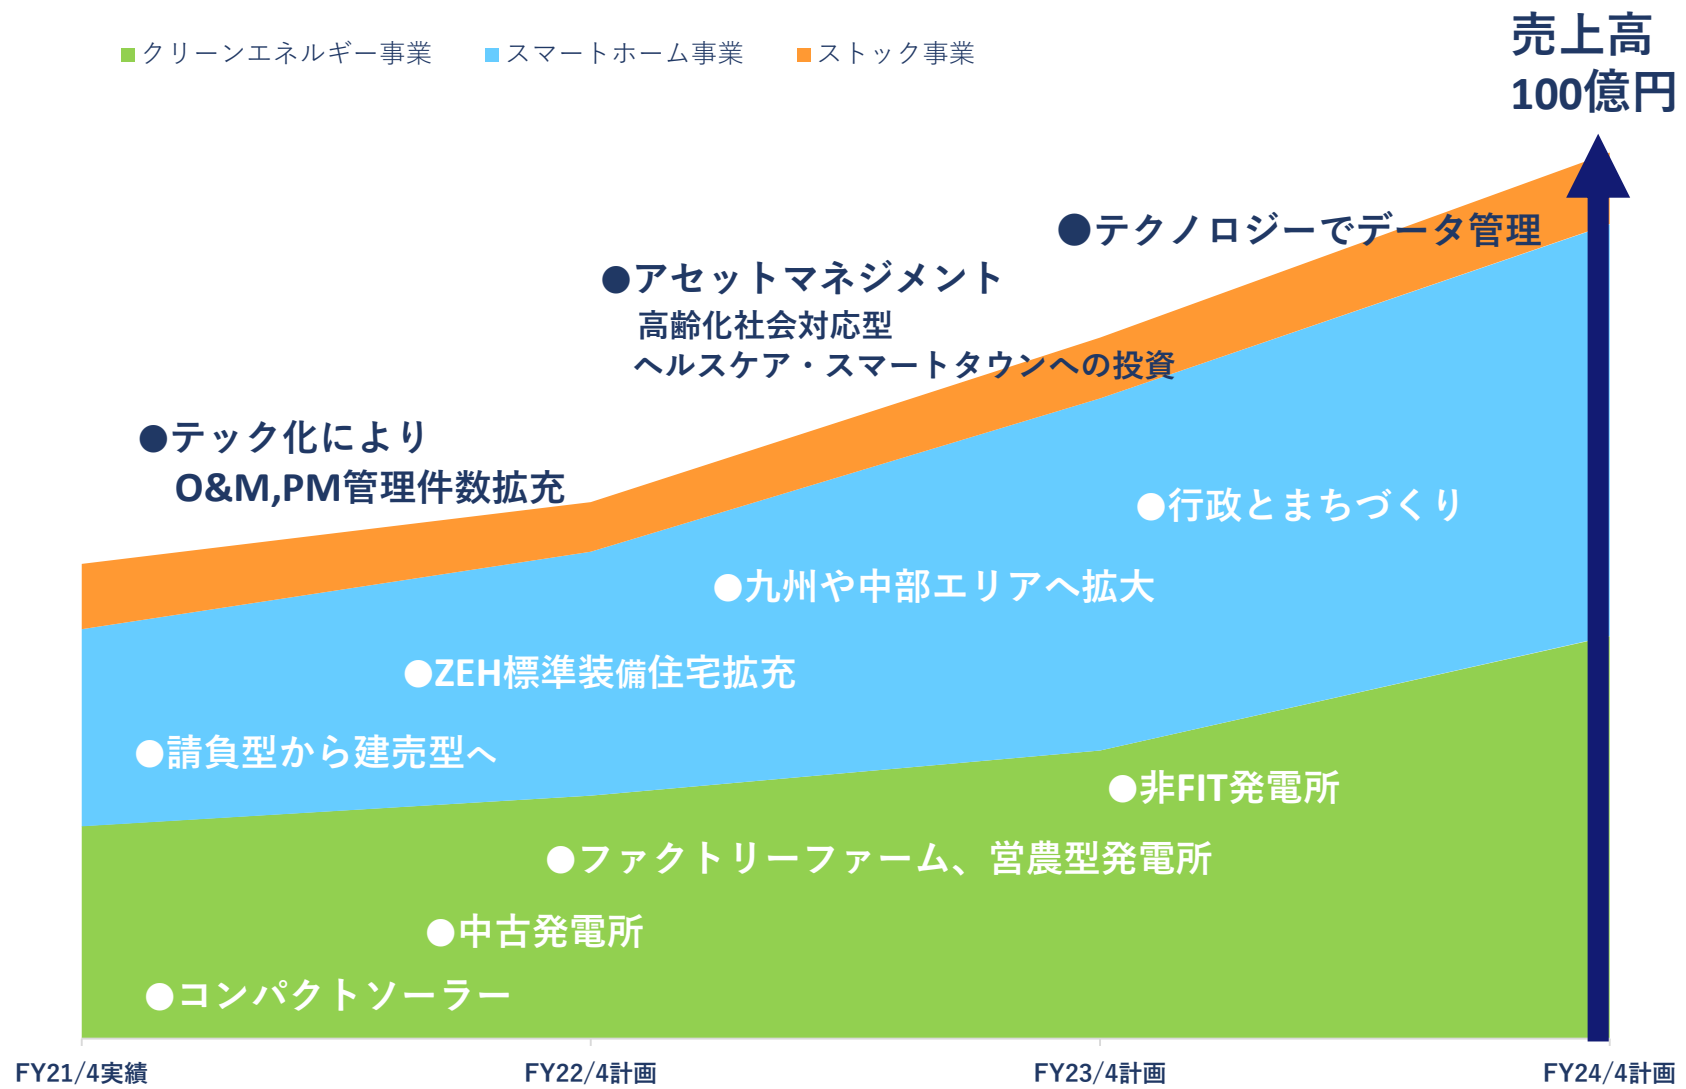 クリーンエネルギー事業 スマートホーム事業 ストック事業
売上高
100億円
●テクノロジーでデータ管理
●アセットマネジメント
高齢化社会対応型
ヘルスケア・スマートタウンへの投資
●テック化により
O&M,PM管理件数拡充
●行政とまちづくり
●九州や中部エリアへ拡大
●ZEH標準装備住宅拡充
●請負型から建売型へ
●非FIT発電所
●ファクトリーファーム、営農型発電所
●中古発電所
●コンパクトソーラー
FY21/4実績 FY22/4計画 FY23/4計画 FY24/4計画